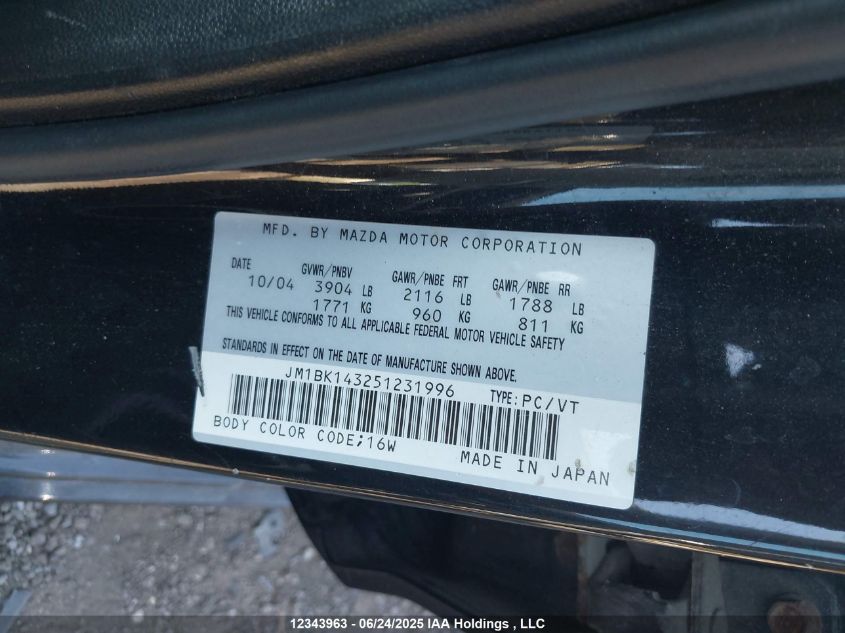 MFD. BY MAZDA MOTOR CORPORATION
DATE GVWR/PNBV GAWR/PNBE FRT GAWR/PNBE RR
10/04 3904 LB 2116 LB 1788 LB
1771 KG 960 KG 811 KG
THIS VEHICLE CONFORMS TO ALL APPLICABLE FEDERAL MOTOR VEHICLE SAFETY
STANDARDS IN EFFECT ON THE DATE OF MANUFACTURE SHOWN ABOVE.
JM1BK143251231996 TYPE:PC/VT
BODY COLOR CODE;16W
MADE IN JAPAN
12343963 - 06/24/2025 IAA Holdings , LLC